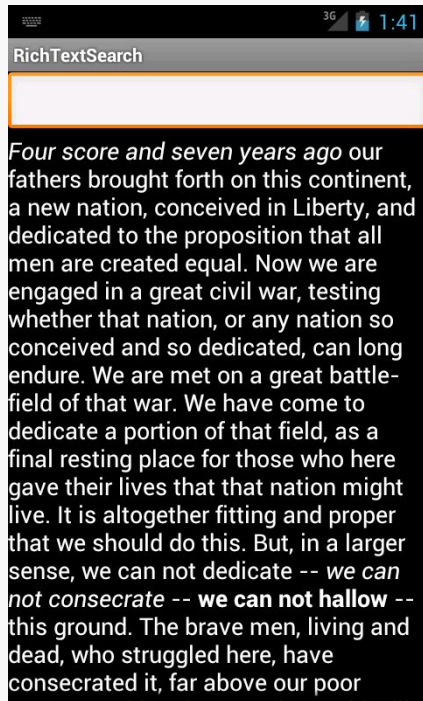 3G 1:41
RichTextSearch
Four score and seven years ago our
fathers brought forth on this continent,
a new nation, conceived in Liberty, and
dedicated to the proposition that all
men are created equal. Now we are
engaged in a great civil war, testing
whether that nation, or any nation so
conceived and so dedicated, can long
endure. We are met on a great battle-
field of that war. We have come to
dedicate a portion of that field, as a
final resting place for those who here
gave their lives that that nation might
live. It is altogether fitting and proper
that we should do this. But, in a larger
sense, we can not dedicate -- we can
not consecrate -- we can not hallow --
this ground. The brave men, living and
dead, who struggled here, have
consecrated it, far above our poor